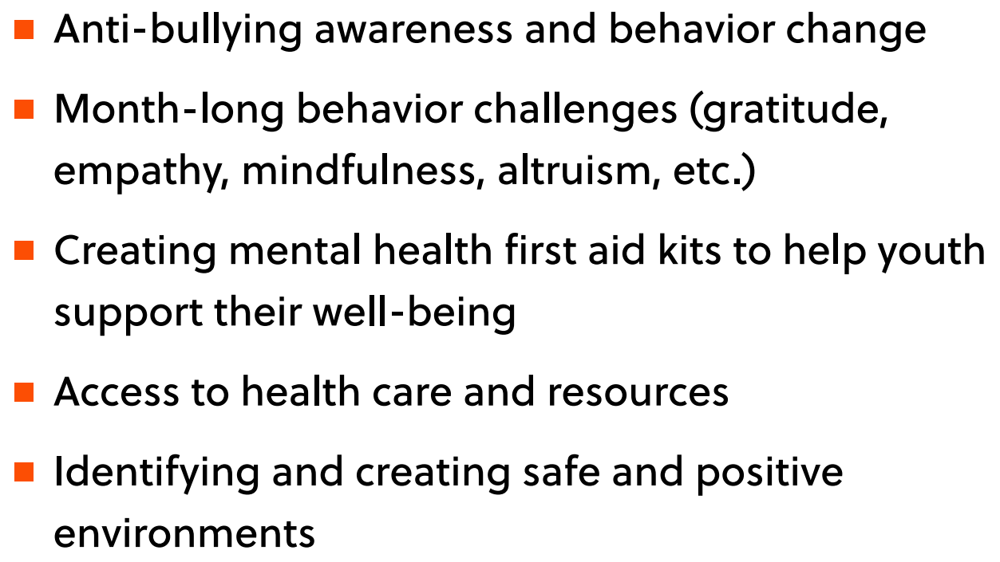 Anti-bullying awareness and behavior change
Month-long behavior challenges (gratitude,
empathy, mindfulness, altruism, etc.)
Creating mental health first aid kits to help youth
support their well-being
Access to health care and resources
Identifying and creating safe and positive
environments